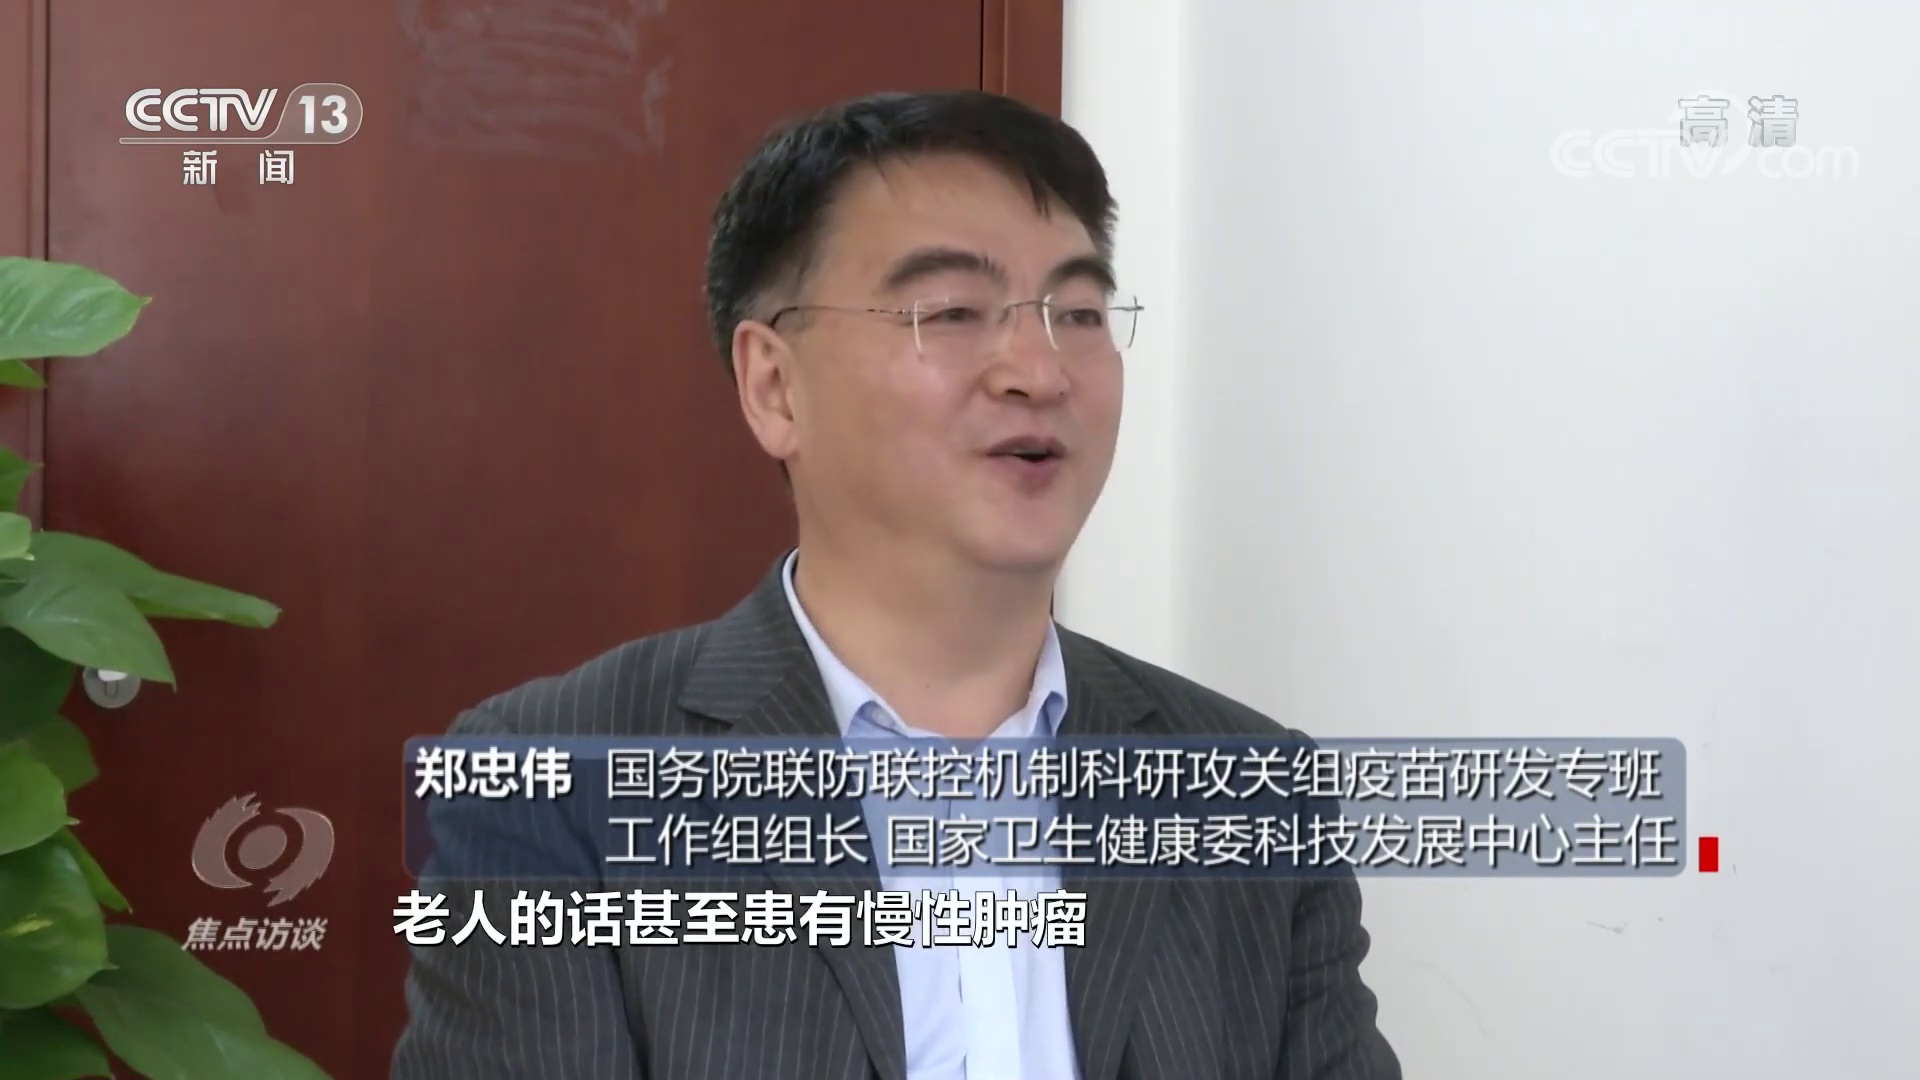 CCTV 13
新闻
高清
CCTV.com
郑忠伟 国务院联防联控机制科研攻关组疫苗研发专班
工作组组长 国家卫生健康委科技发展中心主任
焦点访谈
老人的话甚至患有慢性肿瘤